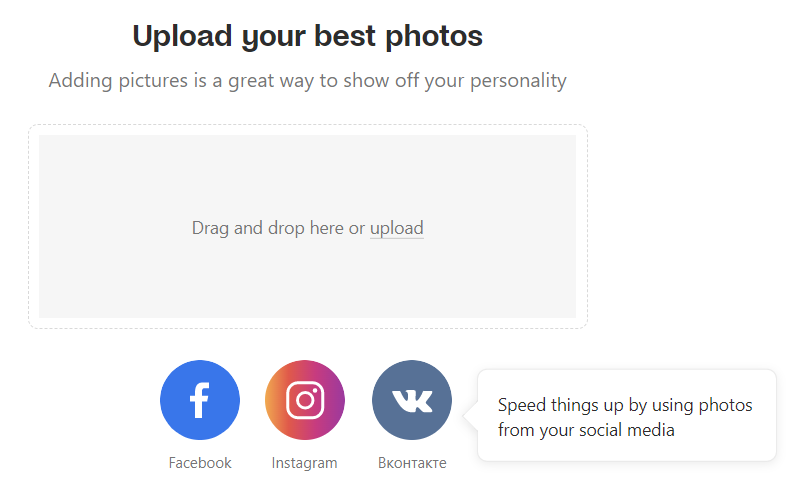 Upload your best photos
Adding pictures is a great way to show off your personality
Drag and drop here or upload
Facebook
Instagram
Вконтакте
Speed things up by using photos
from your social media